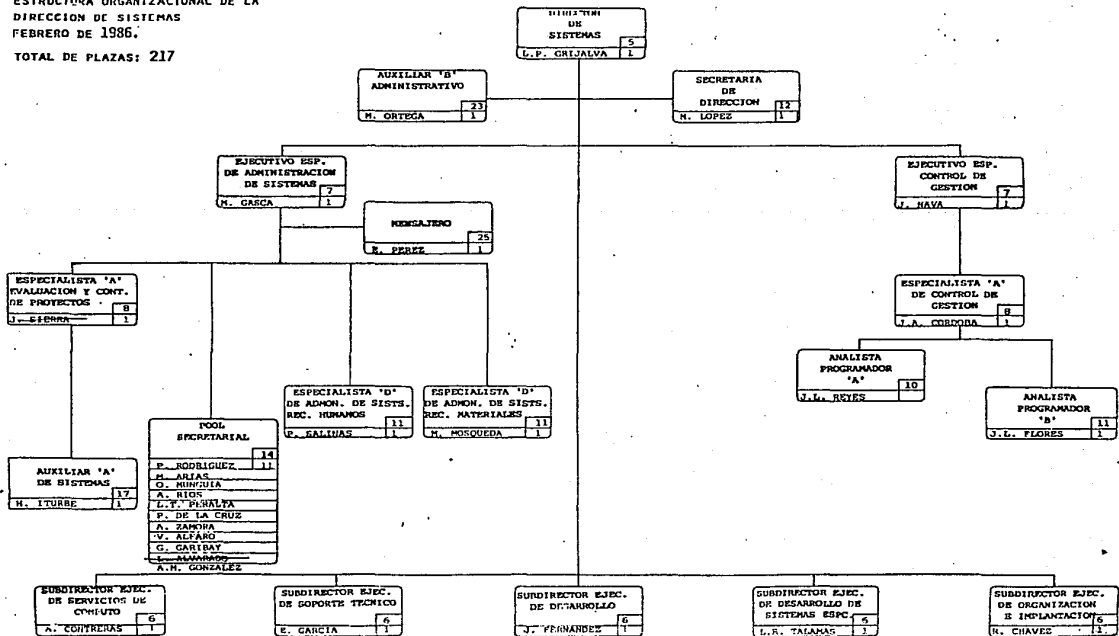 ESTRUCTURA ORGANIZACIONAL DE LA
DIRECCION DE SISTEMAS
FEBRERO DE 1986.
TOTAL DE PLAZAS: 217
DIRECTOR
DE
SISTEMAS
5
L.P. GRIJALVA 1
AUXILIAR 'B'
ADMINISTRATIVO
23
M. ORTEGA 1
SECRETARIA
DE
DIRECCION
12
M. LOPEZ 1
EJECUTIVO ESP.
DE ADMINISTRACION
DE SISTEMAS
7
M. GASCA 1
EJECUTIVO ESP.
CONTROL DE
GESTION
7
J. NAVA 1
MENSAJERO
25
E. PEREZ 1
ESPECIALISTA 'A'
EVALUACION Y CONT.
DE PROYECTOS
8
J. SIERRA 1
ESPECIALISTA 'A'
DE CONTROL DE
GESTION
8
J.A. CORDOBA 1
ANALISTA
PROGRAMADOR
'A'
10
J.L. REYES 1
ANALISTA
PROGRAMADOR
'B'
11
J.L. FLORES 1
ESPECIALISTA 'D'
DE ADMON. DE SISTS.
REC. HUMANOS
11
P. SALINAS 1
ESPECIALISTA 'D'
DE ADMON. DE SISTS.
REC. MATERIALES
11
M. MOSQUEDA 1
POOL
SECRETARIAL
14
P. RODRIGUEZ 11
M. ARIAS
O. MUNGUIA
A. RIOS
L.T. PERALTA
P. DE LA CRUZ
A. ZAMORA
V. ALFARO
G. GARIBAY
L. ALVARADO
A.M. GONZALEZ
AUXILIAR 'A'
DE SISTEMAS
17
H. ITURBE 1
SUBDIRECTOR EJEC.
DE SERVICIOS DE
COMPUTO
6
A. CONTRERAS 1
SUBDIRECTOR EJEC.
DE SOPORTE TECNICO
6
E. GARCIA 1
SUBDIRECTOR EJEC.
DE DESARROLLO
6
J. FERNANDEZ 1
SUBDIRECTOR EJEC.
DE DESARROLLO DE
SISTEMAS ESPC.
6
L.R. TALAMAS 1
SUBDIRECTOR EJEC.
DE ORGANIZACION
E IMPLANTACION
6
R. CHAVEZ 1